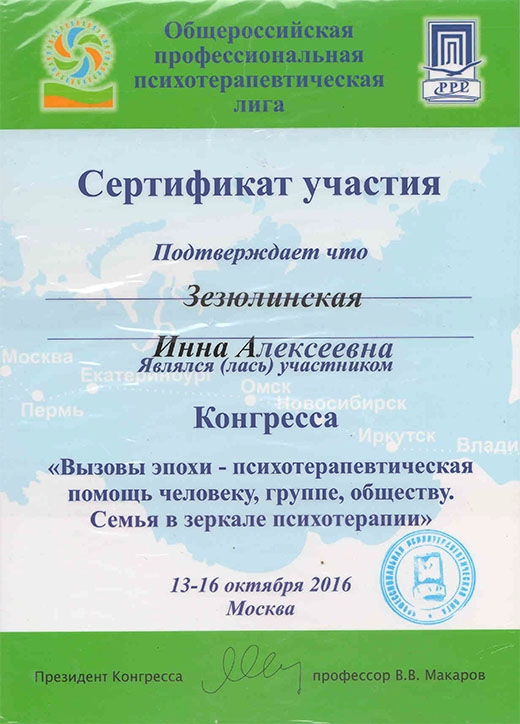 Общероссийская
профессиональная
психотерапевтическая
лига
PPP
Сертификат участия
Подтверждает что
Зезюлинская
Инна Алексеевна
Являлся (лась) участником
Москва
Екатеринбург
Пермь
Омск
Новосибирск
Иркутск
Влади
Конгресса
«Вызовы эпохи - психотерапевтическая
помощь человеку, группе, обществу.
Семья в зеркале психотерапии»
13-16 октября 2016
Москва
Президент Конгресса
профессор В.В. Макаров